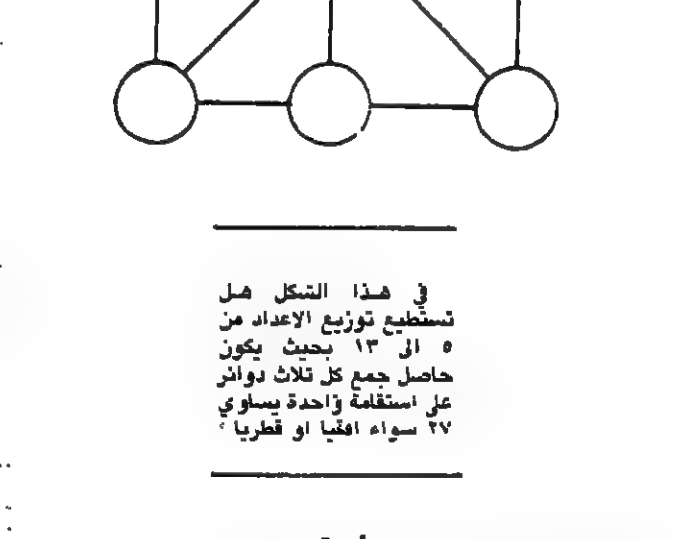 في هذا الشكل هل
تستطيع توزيع الاعداد من
٥ الى ١٣ بحيث يكون
حاصل جمع كل ثلاث دوائر
على استقامة واحدة يساوي
٢٧ سواء افقيا او قطريا ؟